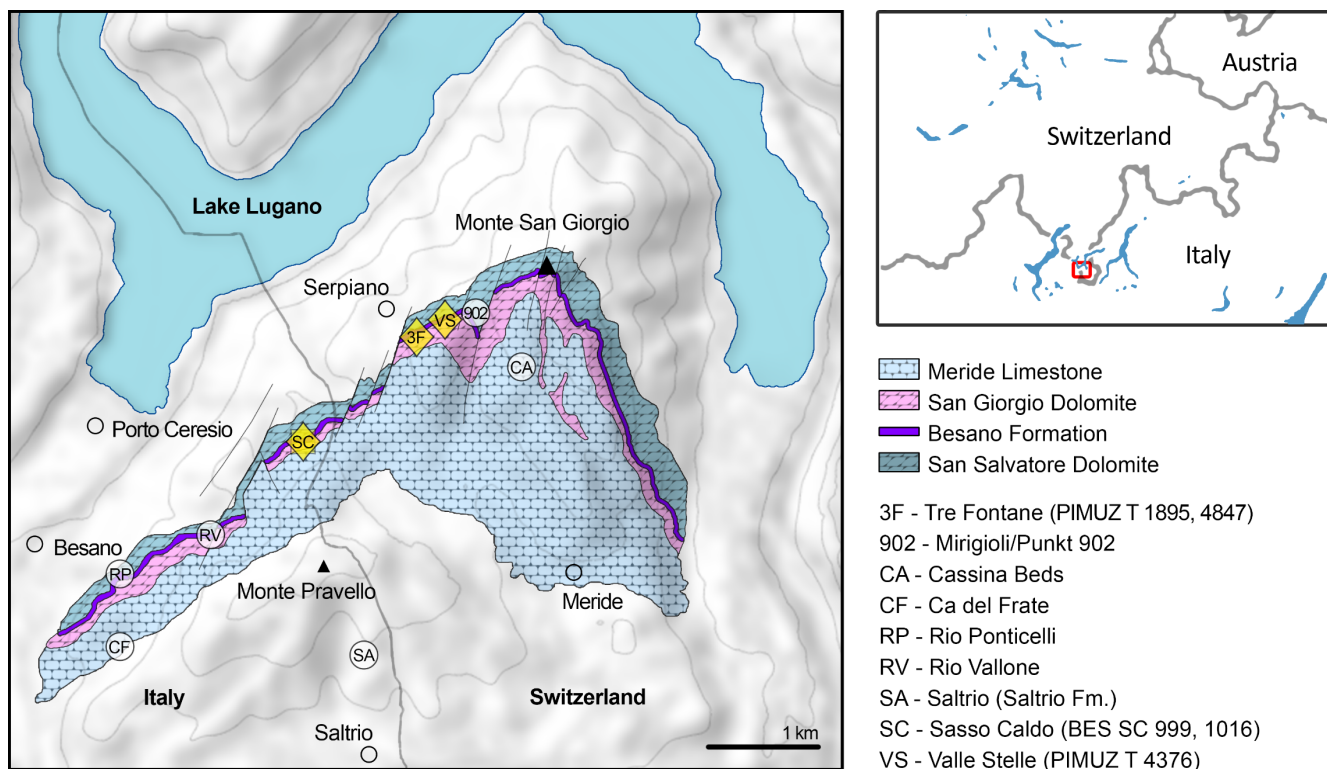 Lake Lugano
Monte San Giorgio
Serpiano
902
VS
3F
CA
Porto Ceresio
SC
RV
Besano
RP
Monte Pravello
Meride
CF
SA
Italy
Switzerland
Saltrio
1 km
Austria
Switzerland
Italy
Meride Limestone
San Giorgio Dolomite
Besano Formation
San Salvatore Dolomite
3F - Tre Fontane (PIMUZ T 1895, 4847)
902 - Mirigioli/Punkt 902
CA - Cassina Beds
CF - Ca del Frate
RP - Rio Ponticelli
RV - Rio Vallone
SA - Saltrio (Saltrio Fm.)
SC - Sasso Caldo (BES SC 999, 1016)
VS - Valle Stelle (PIMUZ T 4376)